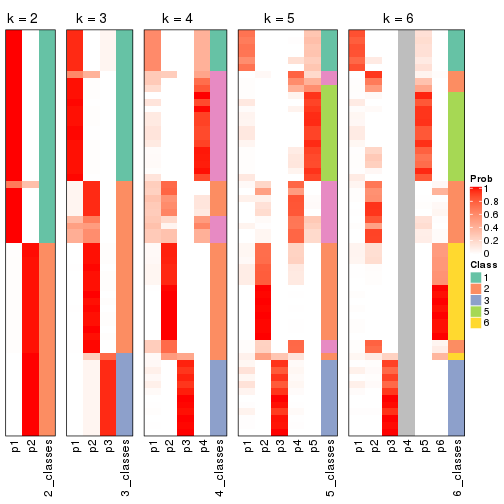 k = 2 k = 3 k = 4 k = 5 k = 6
Prob
1
0.8
0.6
0.4
0.2
0
Class
1
2
3
5
6
p1 p2 2_classes p1 p2 p3 3_classes p1 p2 p3 p4 4_classes p1 p2 p3 p4 p5 5_classes p1 p2 p3 p4 p5 p6 6_classes